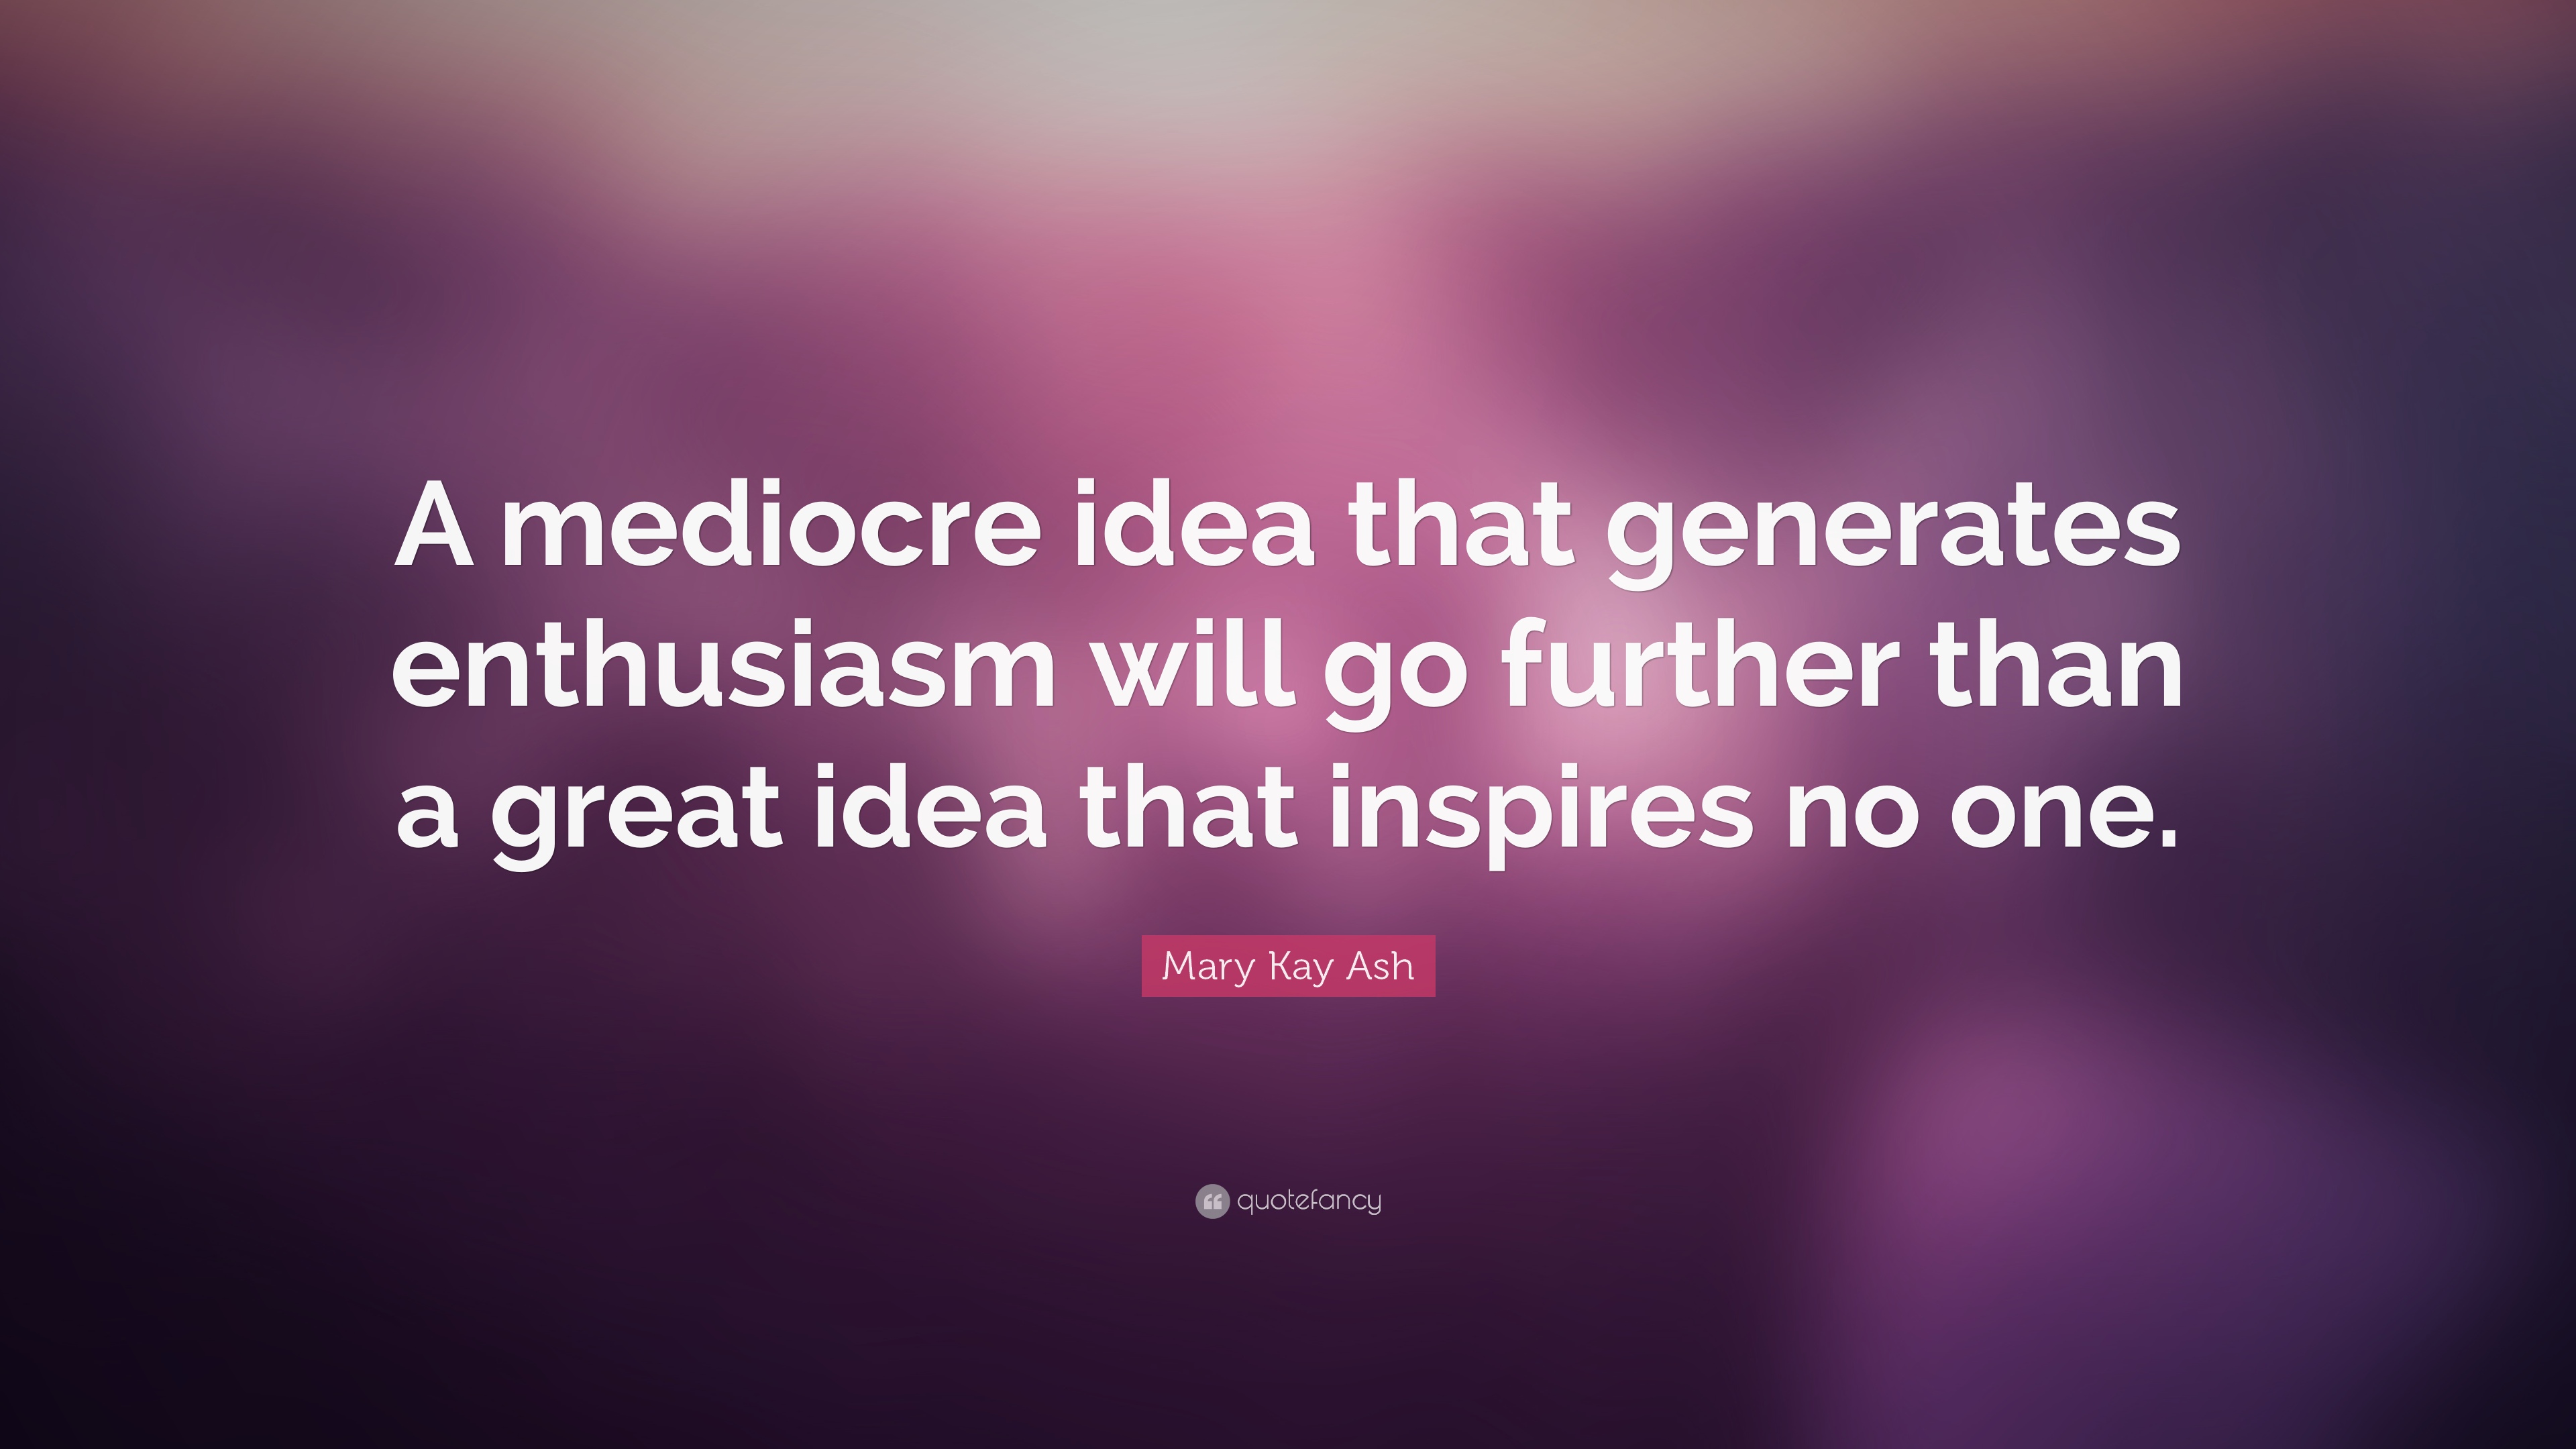 A mediocre idea that generates
enthusiasm will go further than
a great idea that inspires no one.
Mary Kay Ash
quotefancy